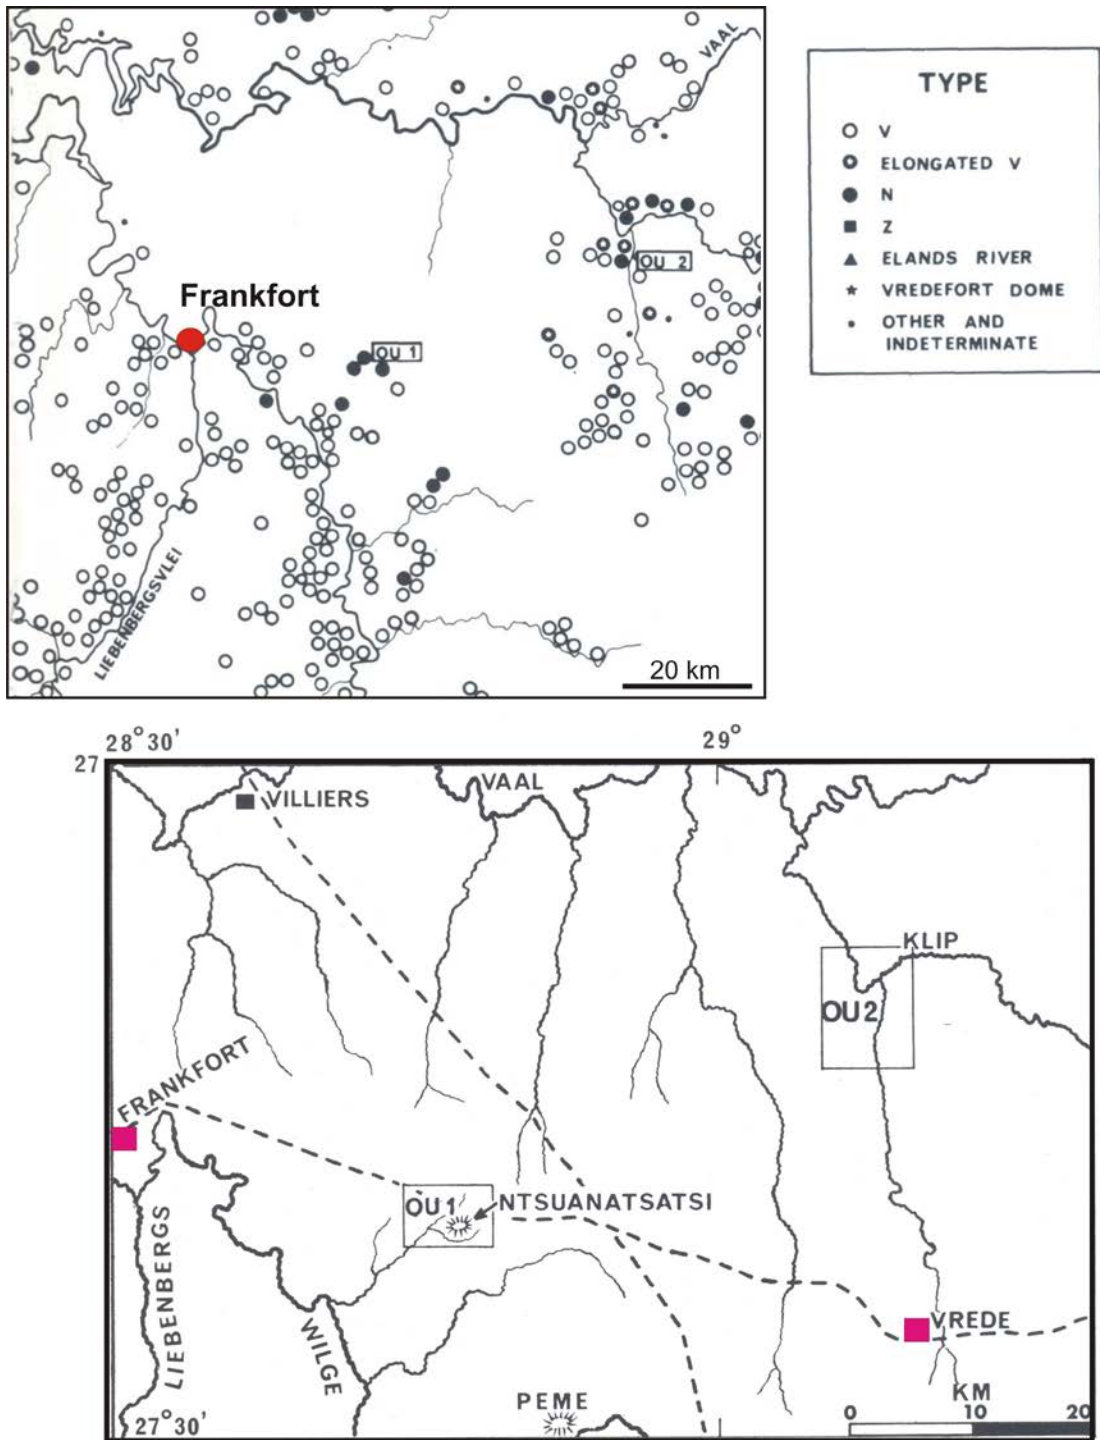 VAAL
Frankfort
OU 1
OU 2
LIEBENBERGSVLEI
20 km
TYPE
V
ELONGATED V
N
Z
ELANDS RIVER
VREDEFORT DOME
OTHER AND
INDETERMINATE
28°30'
29°
27
VILLIERS
VAAL
KLIP
OU2
FRANKFORT
OU1
NTSUANATSATSI
LIEBENBERGS
WILGE
VREDE
PEME
KM
27°30'
0 10 20